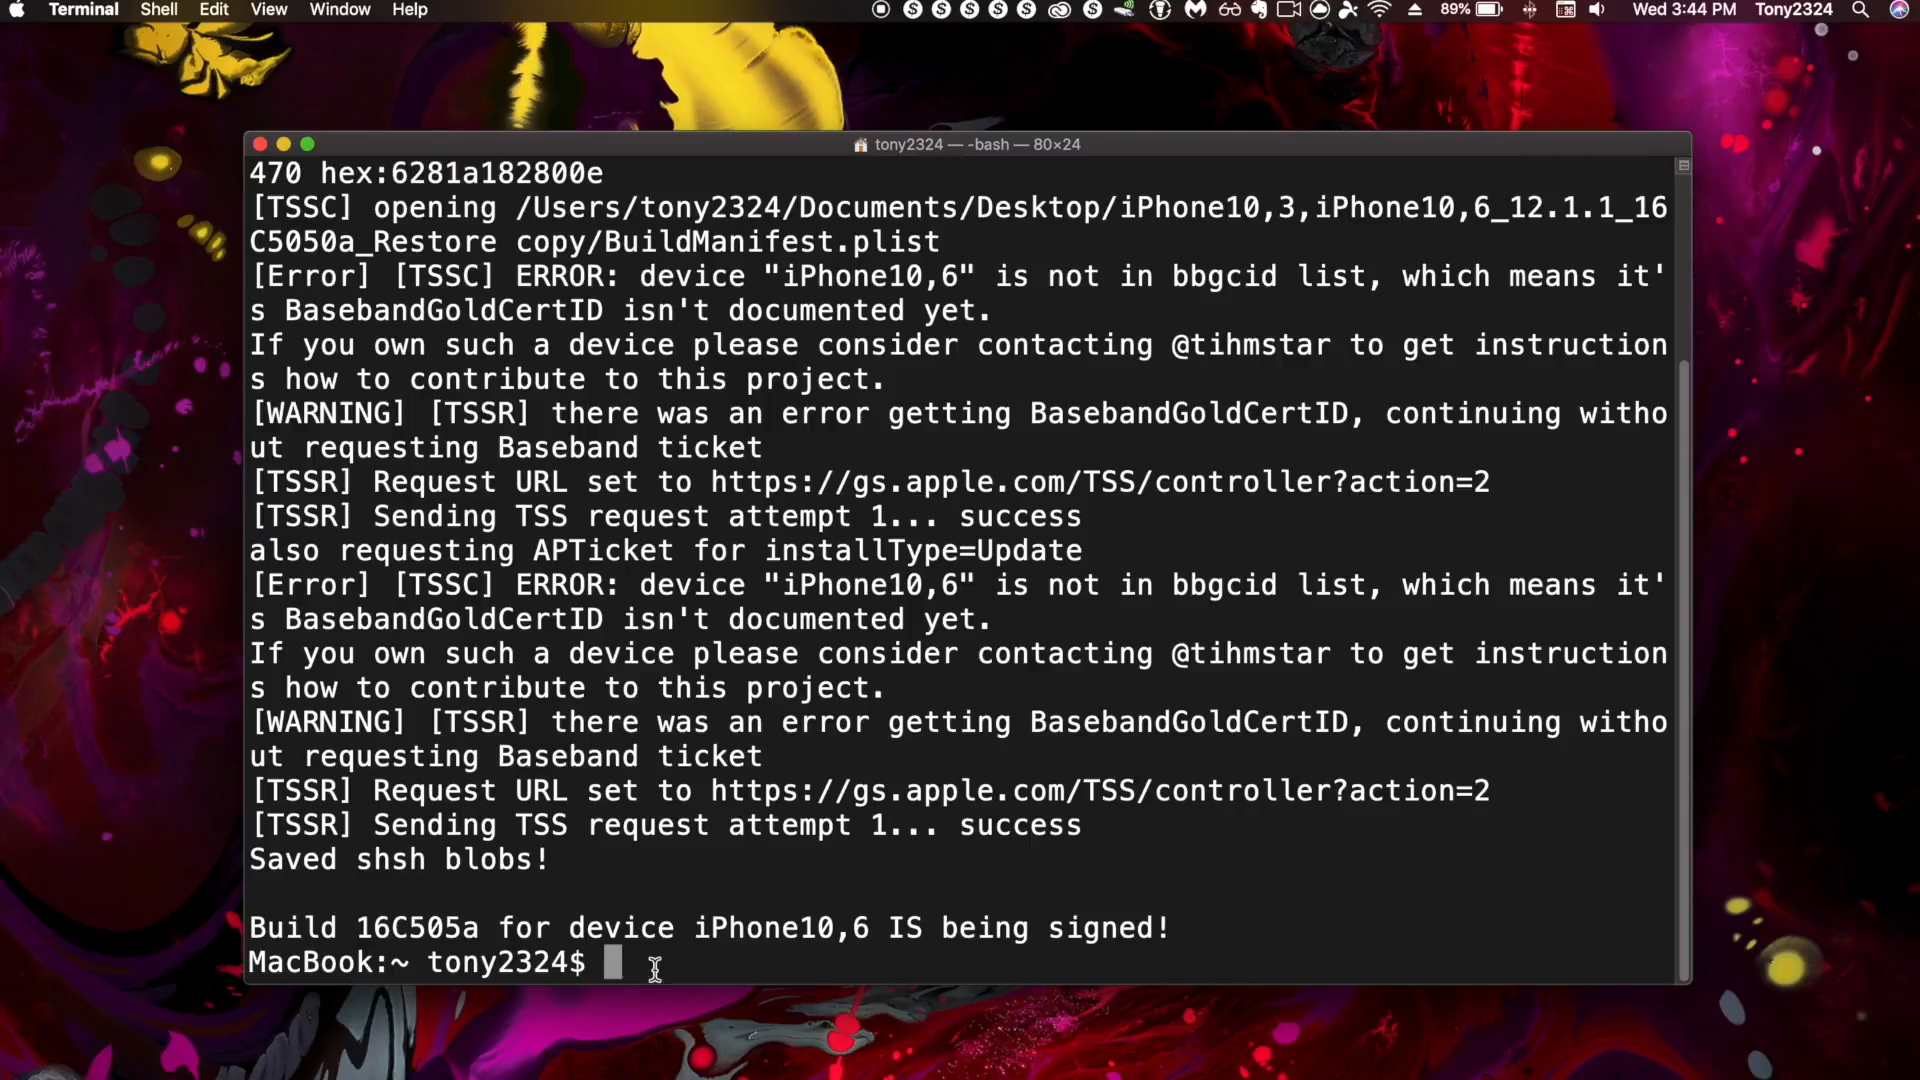 Terminal Shell Edit View Window Help 89% Wed 3:44 PM Tony2324
tony2324 — -bash — 80×24
470 hex:6281a182800e
[TSSC] opening /Users/tony2324/Documents/Desktop/iPhone10,3,iPhone10,6_12.1.1_16
C5050a_Restore copy/BuildManifest.plist
[Error] [TSSC] ERROR: device "iPhone10,6" is not in bbgcid list, which means it'
s BasebandGoldCertID isn't documented yet.
If you own such a device please consider contacting @tihmstar to get instruction
s how to contribute to this project.
[WARNING] [TSSR] there was an error getting BasebandGoldCertID, continuing witho
ut requesting Baseband ticket
[TSSR] Request URL set to https://gs.apple.com/TSS/controller?action=2
[TSSR] Sending TSS request attempt 1... success
also requesting APTicket for installType=Update
[Error] [TSSC] ERROR: device "iPhone10,6" is not in bbgcid list, which means it'
s BasebandGoldCertID isn't documented yet.
If you own such a device please consider contacting @tihmstar to get instruction
s how to contribute to this project.
[WARNING] [TSSR] there was an error getting BasebandGoldCertID, continuing witho
ut requesting Baseband ticket
[TSSR] Request URL set to https://gs.apple.com/TSS/controller?action=2
[TSSR] Sending TSS request attempt 1... success
Saved shsh blobs!
Build 16C505a for device iPhone10,6 IS being signed!
MacBook:~ tony2324$